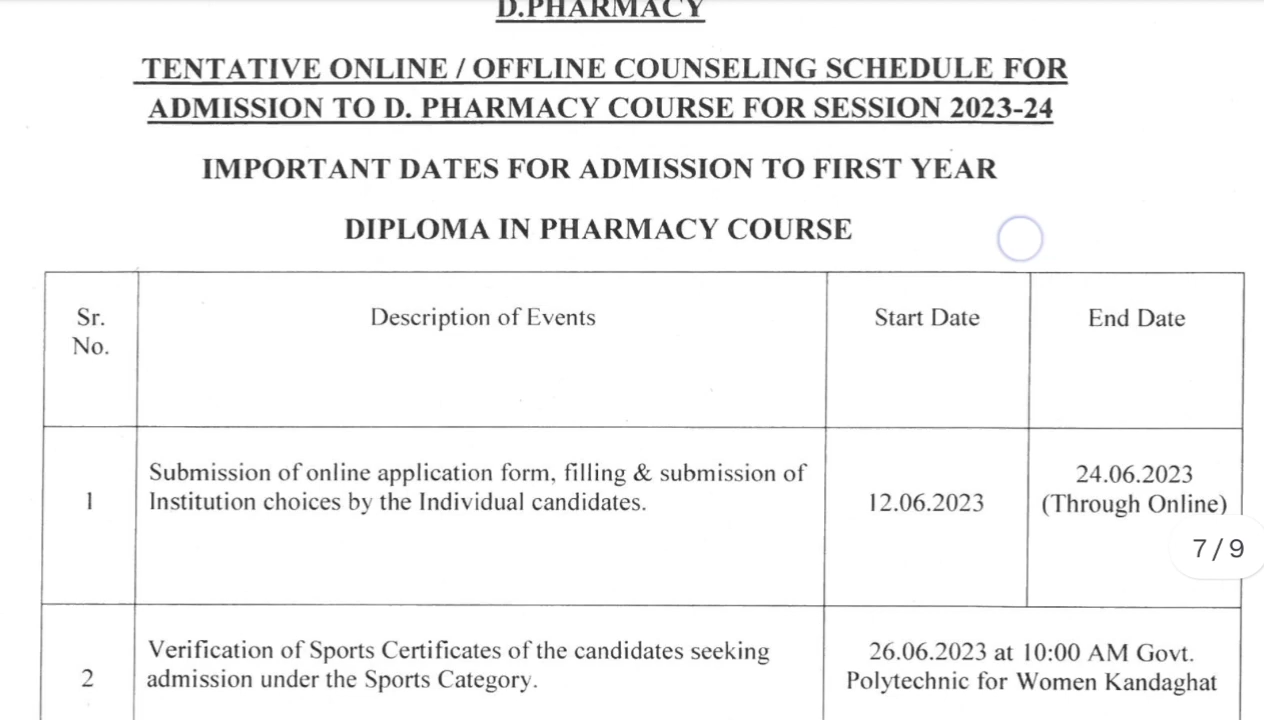 D.PHARMACY
TENTATIVE ONLINE / OFFLINE COUNSELING SCHEDULE FOR
ADMISSION TO D. PHARMACY COURSE FOR SESSION 2023-24
IMPORTANT DATES FOR ADMISSION TO FIRST YEAR
DIPLOMA IN PHARMACY COURSE
Sr.
No.
Description of Events
Start Date
End Date
1
Submission of online application form, filling & submission of
Institution choices by the Individual candidates.
12.06.2023
24.06.2023
(Through Online)
7/9
2
Verification of Sports Certificates of the candidates seeking
admission under the Sports Category.
26.06.2023 at 10:00 AM Govt.
Polytechnic for Women Kandaghat